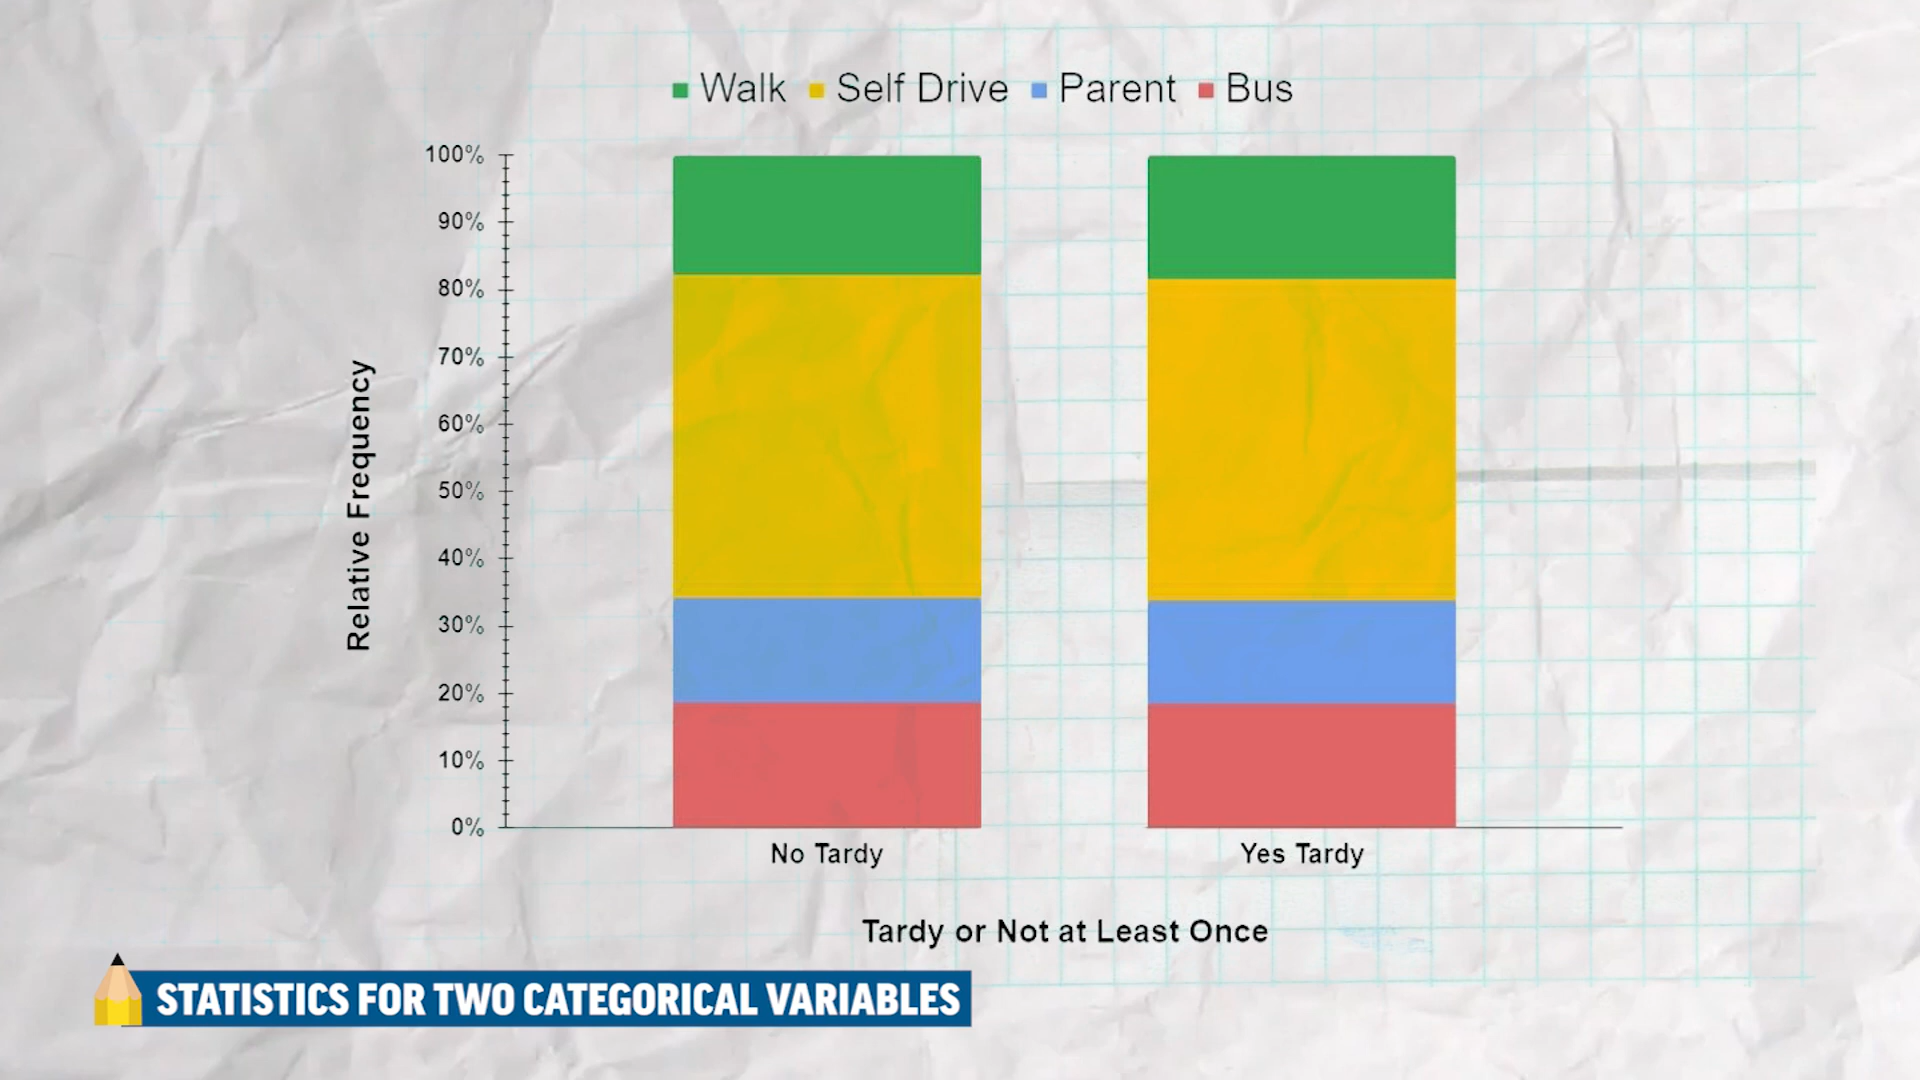 Walk Self Drive Parent Bus
100%
90%
80%
70%
60%
50%
40%
30%
20%
10%
0%
Relative Frequency
No Tardy Yes Tardy
Tardy or Not at Least Once
STATISTICS FOR TWO CATEGORICAL VARIABLES